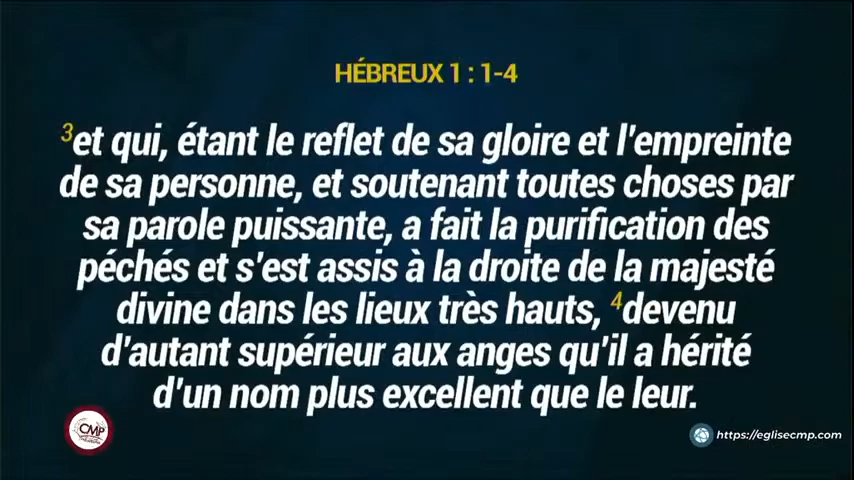 HÉBREUX 1 : 1-4
3et qui, étant le reflet de sa gloire et l'empreinte
de sa personne, et soutenant toutes choses par
sa parole puissante, a fait la purification des
péchés et s'est assis à la droite de la majesté
divine dans les lieux très hauts, 4devenu
d'autant supérieur aux anges qu'il a hérité
d'un nom plus excellent que le leur.
CMP
https://eglisecmp.com